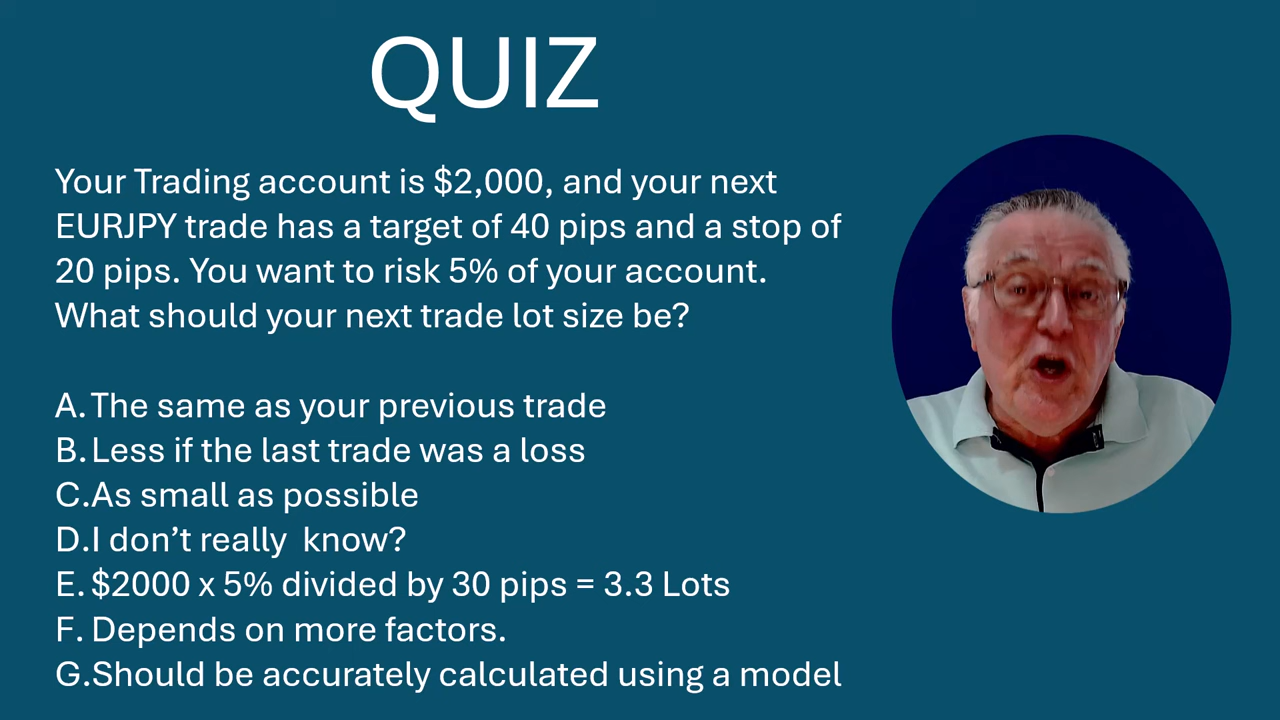 QUIZ
Your Trading account is $2,000, and your next
EURJPY trade has a target of 40 pips and a stop of
20 pips. You want to risk 5% of your account.
What should your next trade lot size be?
A. The same as your previous trade
B. Less if the last trade was a loss
C.As small as possible
D.I don’t really  know?
E. $2000 x 5% divided by 30 pips = 3.3 Lots
F. Depends on more factors.
G.Should be accurately calculated using a model